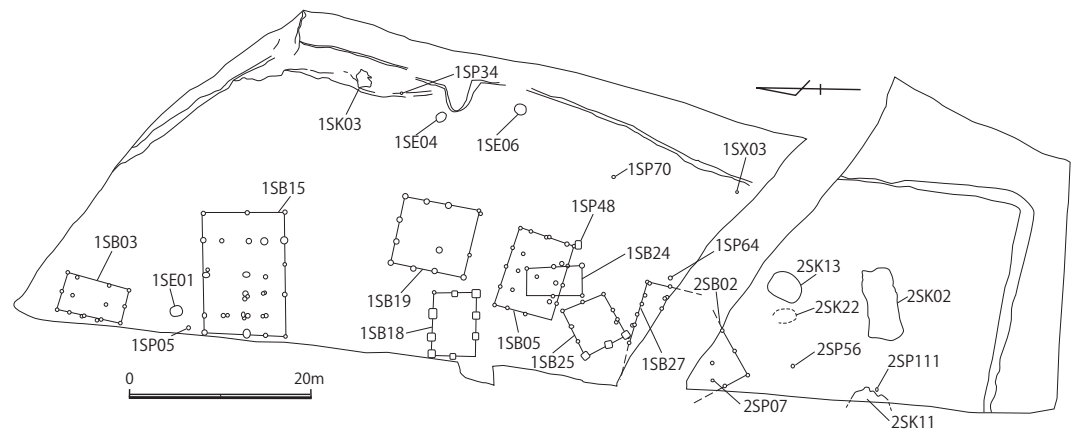 1SP34
1SK03
1SE04
1SE06
1SX03
1SP70
1SB15
1SP48
1SB03
1SB24
1SP64
1SE01
2SB02
2SK13
1SB19
2SK22
2SK02
1SB18
1SP05
1SB05
1SB25
1SB27
2SP56
2SP111
0
20m
2SP07
2SK11